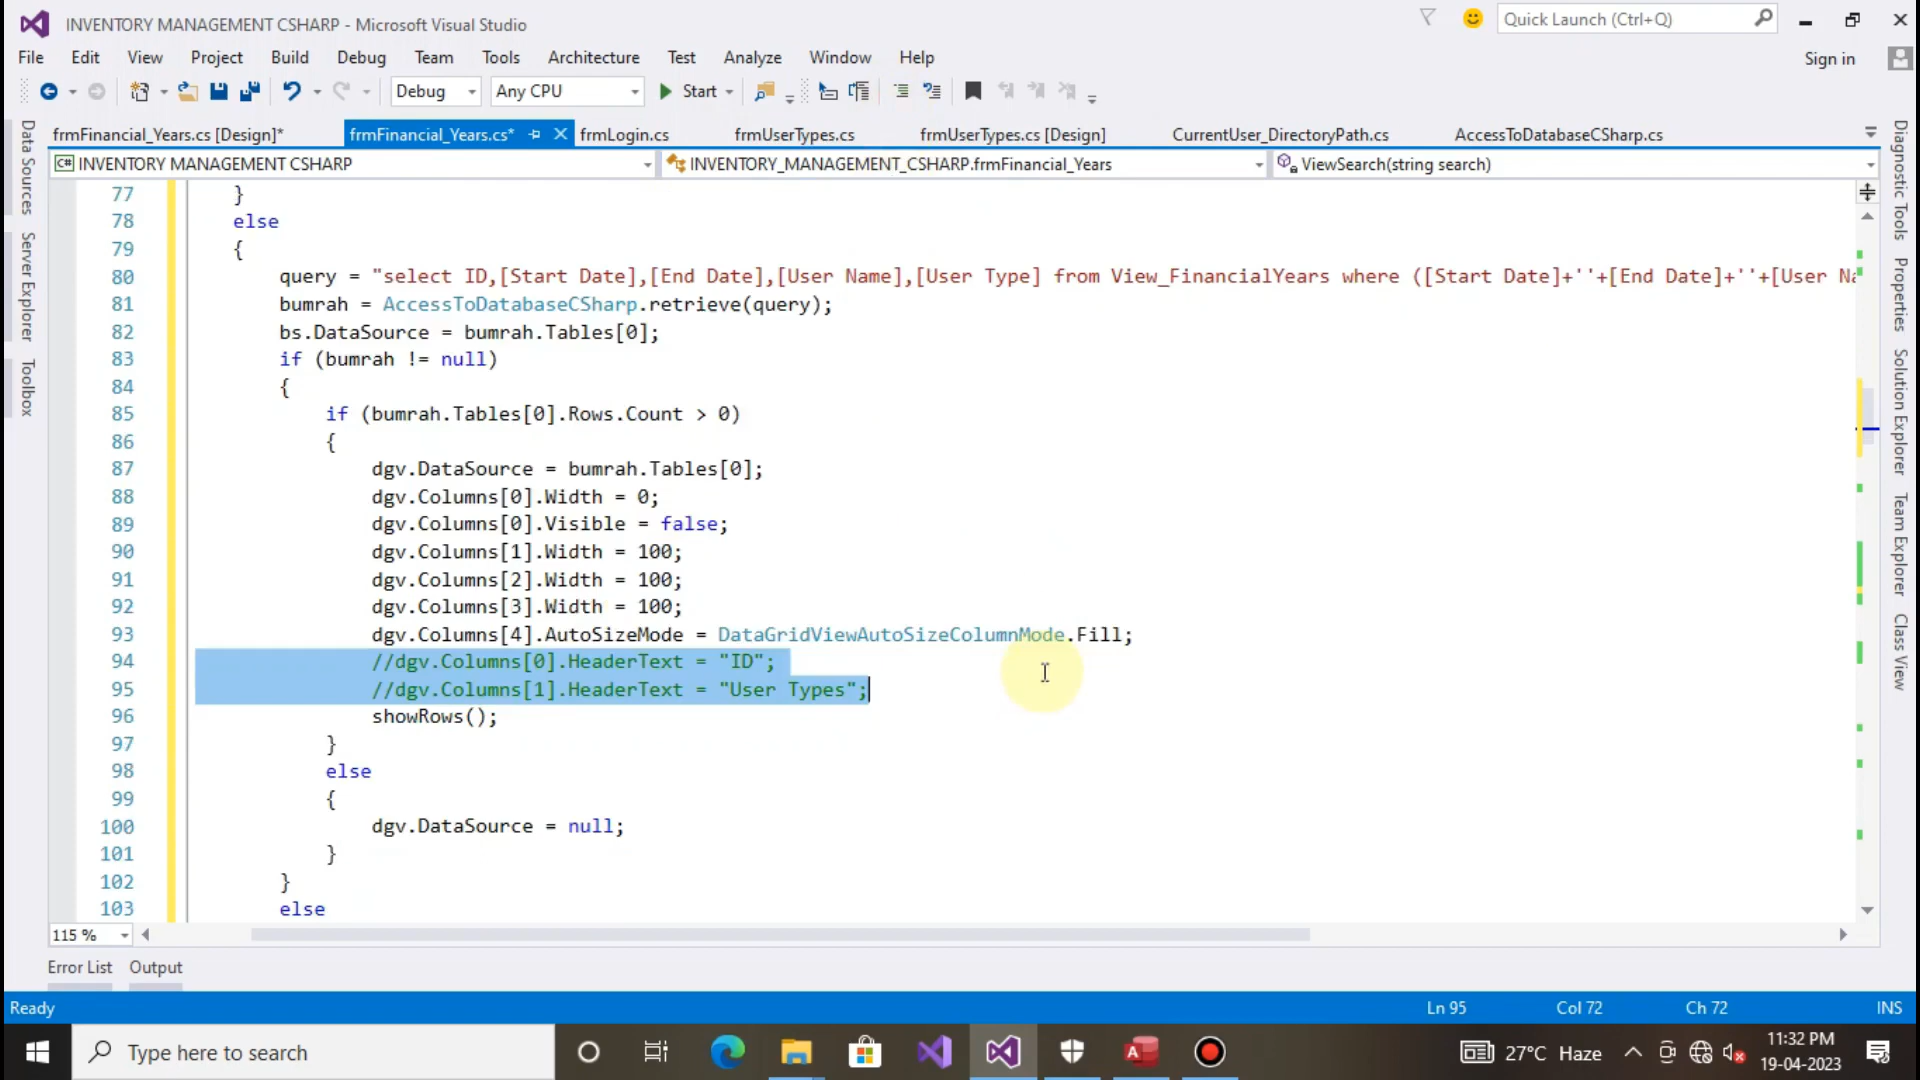 INVENTORY MANAGEMENT CSHARP - Microsoft Visual Studio
Quick Launch (Ctrl+Q)
File Edit View Project Build Debug Team Tools Architecture Test Analyze Window Help
Sign in
Debug Any CPU Start
frmFinancial_Years.cs [Design]* frmFinancial_Years.cs* frmLogin.cs frmUserTypes.cs frmUserTypes.cs [Design] CurrentUser_DirectoryPath.cs AccessToDatabaseCSharp.cs
C# INVENTORY MANAGEMENT CSHARP INVENTORY_MANAGEMENT_CSHARP.frmFinancial_Years ViewSearch(string search)
Data Sources
Server Explorer
Toolbox
77 }
78 else
79 {
80 query = "select ID,[Start Date],[End Date],[User Name],[User Type] from View_FinancialYears where ([Start Date]+''+[End Date]+''+[User Na
81 bumrah = AccessToDatabaseCSharp.retrieve(query);
82 bs.DataSource = bumrah.Tables[0];
83 if (bumrah != null)
84 {
85 if (bumrah.Tables[0].Rows.Count > 0)
86 {
87 dgv.DataSource = bumrah.Tables[0];
88 dgv.Columns[0].Width = 0;
89 dgv.Columns[0].Visible = false;
90 dgv.Columns[1].Width = 100;
91 dgv.Columns[2].Width = 100;
92 dgv.Columns[3].Width = 100;
93 dgv.Columns[4].AutoSizeMode = DataGridViewAutoSizeColumnMode.Fill;
94 //dgv.Columns[0].HeaderText = "ID";
95 //dgv.Columns[1].HeaderText = "User Types";
96 showRows();
97 }
98 else
99 {
100 dgv.DataSource = null;
101 }
102 }
103 else
Diagnostic Tools
Properties
Solution Explorer
Team Explorer
Class View
115 %
Error List Output
Ready Ln 95 Col 72 Ch 72 INS
Type here to search
A
27°C Haze
11:32 PM
19-04-2023